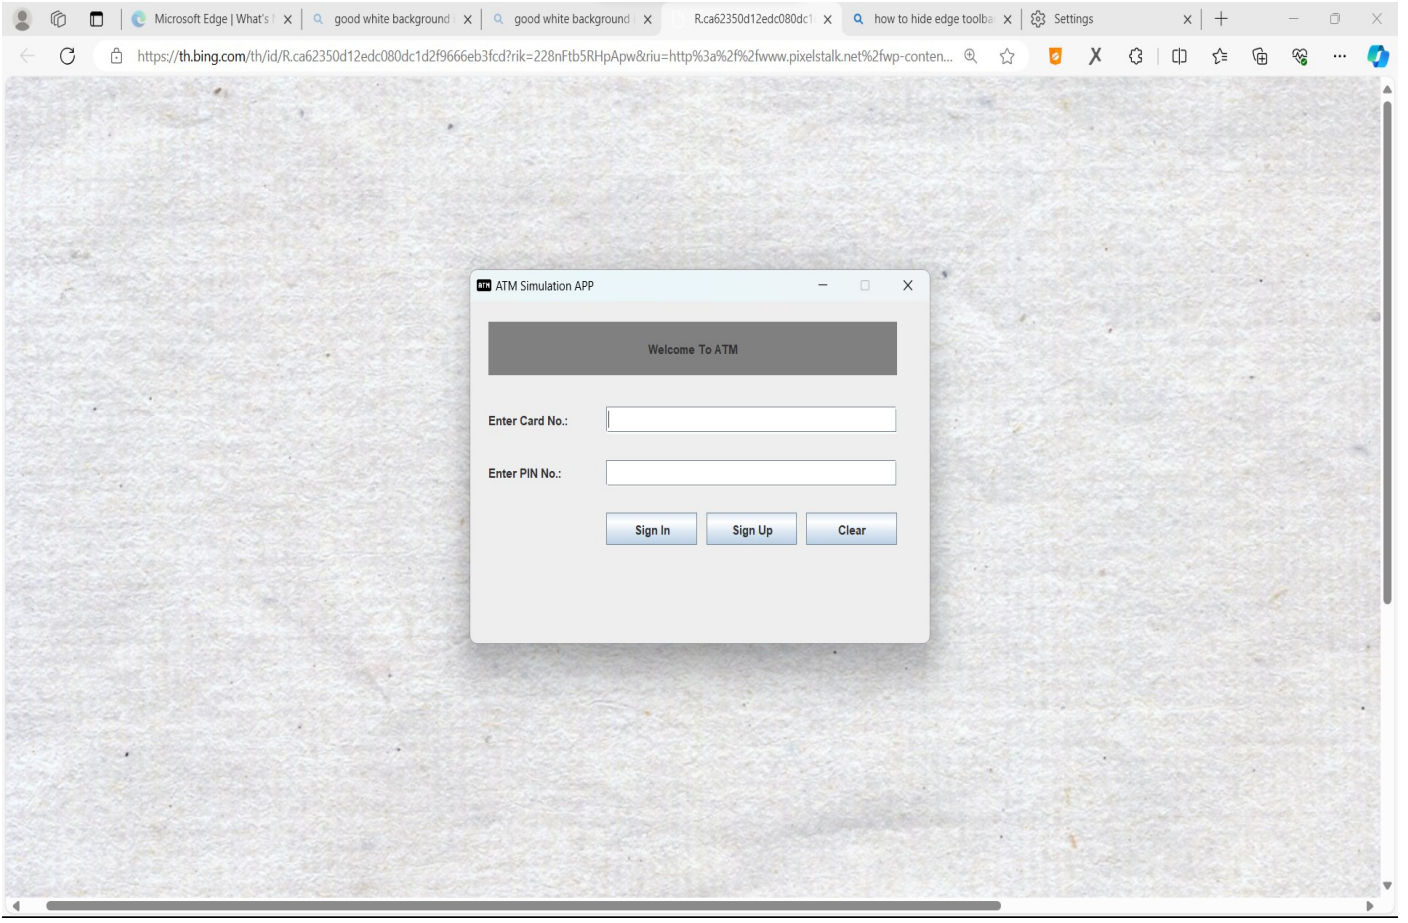 Microsoft Edge | What's
good white background
good white background
R.ca62350d12edc080dc1
how to hide edge toolba
Settings
https://th.bing.com/th/id/R.ca62350d12edc080dc1d2f9666eb3fcd?rik=228nFtb5RHpApw&riu=http%3a%2f%2fwww.pixelstalk.net%2fwp-conten...
ATM ATM Simulation APP
Welcome To ATM
Enter Card No.:
Enter PIN No.:
Sign In Sign Up Clear